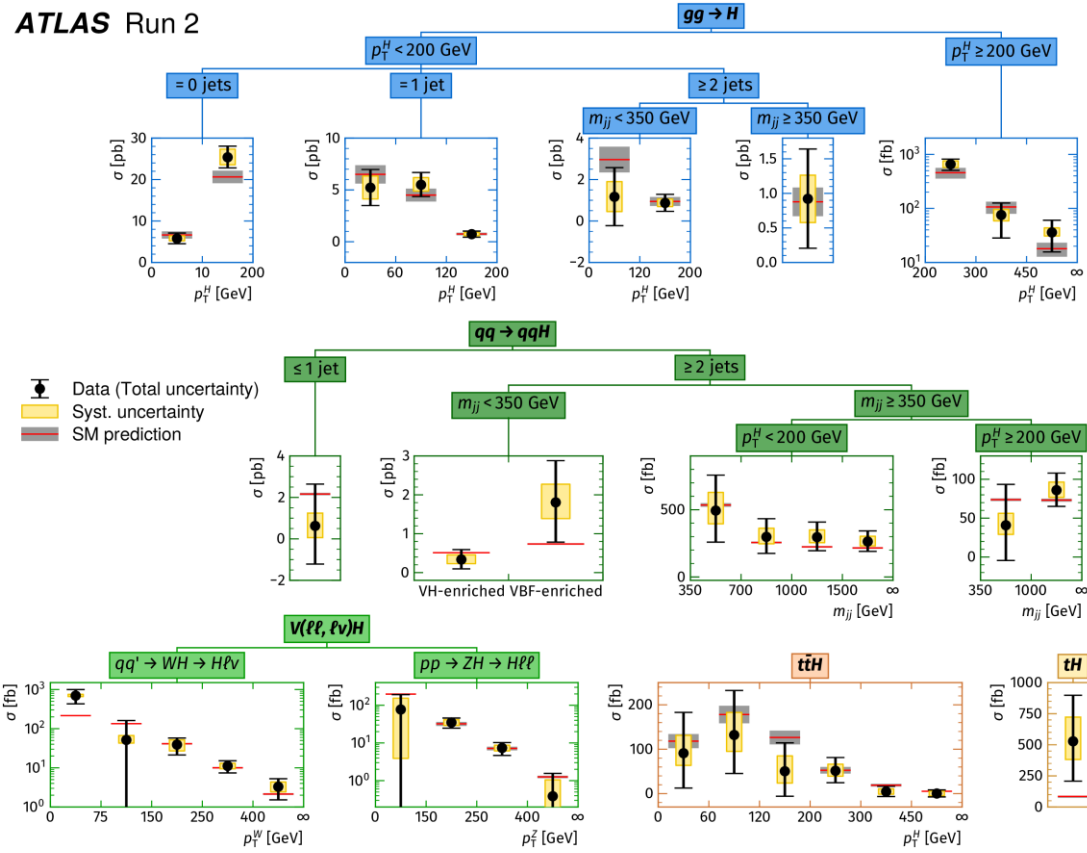 ATLAS Run 2
gg → H
p_T^H < 200 GeV
p_T^H ≥ 200 GeV
= 0 jets
= 1 jet
≥ 2 jets
m_jj < 350 GeV
m_jj ≥ 350 GeV
σ [pb]
30
20
10
0
0 10 200
p_T^H [GeV]
σ [pb]
10
5
0
0 60 120 200
p_T^H [GeV]
σ [pb]
4
2
0
−2
0 120 200
p_T^H [GeV]
σ [pb]
1.5
1.0
0.5
0.0
σ [fb]
10^3
10^2
10^1
200 300 450 ∞
p_T^H [GeV]
qq → qqH
≤ 1 jet
≥ 2 jets
m_jj < 350 GeV
m_jj ≥ 350 GeV
p_T^H < 200 GeV
p_T^H ≥ 200 GeV
Data (Total uncertainty)
Syst. uncertainty
SM prediction
σ [pb]
4
2
0
−2
σ [pb]
3
2
1
0
VH-enriched VBF-enriched
σ [fb]
500
0
350 700 1000 1500 ∞
m_jj [GeV]
σ [fb]
100
50
0
350 1000 ∞
m_jj [GeV]
V(ℓℓ, ℓν)H
qq' → WH → Hℓν
pp → ZH → Hℓℓ
σ [fb]
10^3
10^2
10^1
10^0
0 75 150 250 400 ∞
p_T^W [GeV]
σ [fb]
10^2
10^1
10^0
0 150 250 400 ∞
p_T^Z [GeV]
tt̄H
σ [fb]
200
100
0
0 60 120 200 300 450 ∞
p_T^H [GeV]
tH
σ [fb]
1000
750
500
250
0